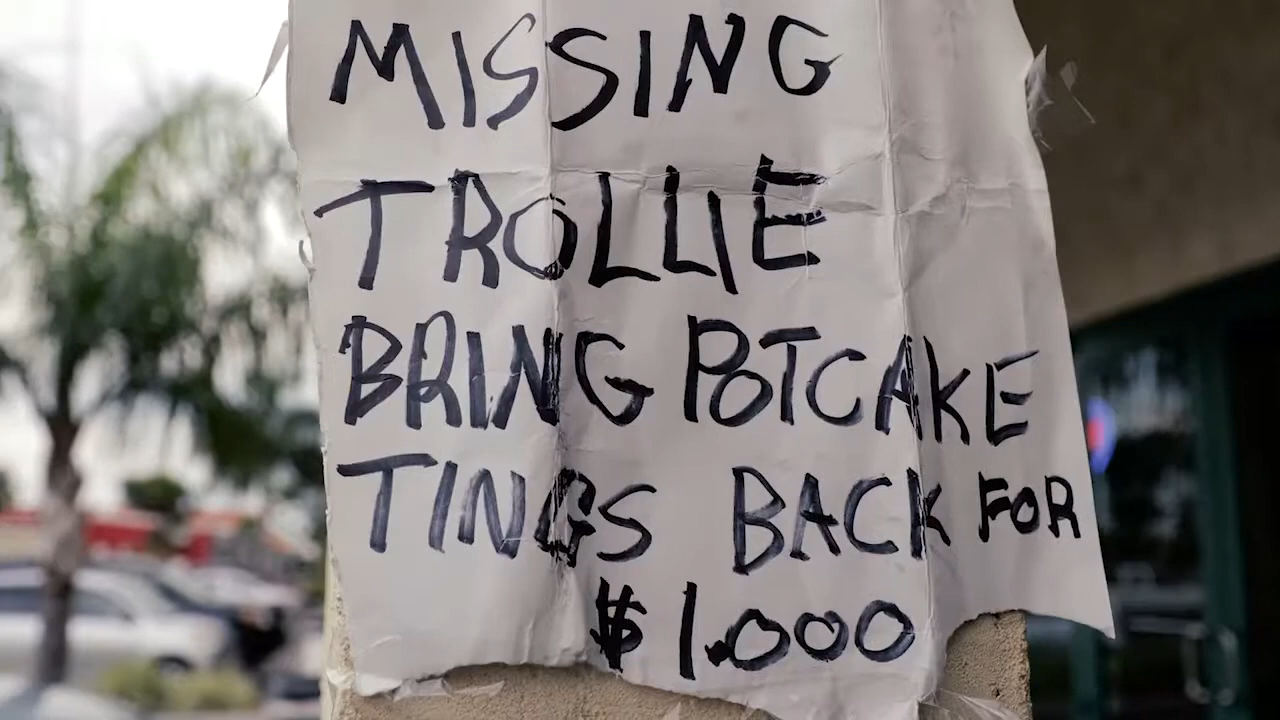 MISSING
TROLLIE
BRING POTCAKE
TINGS BACK FOR
$1.000